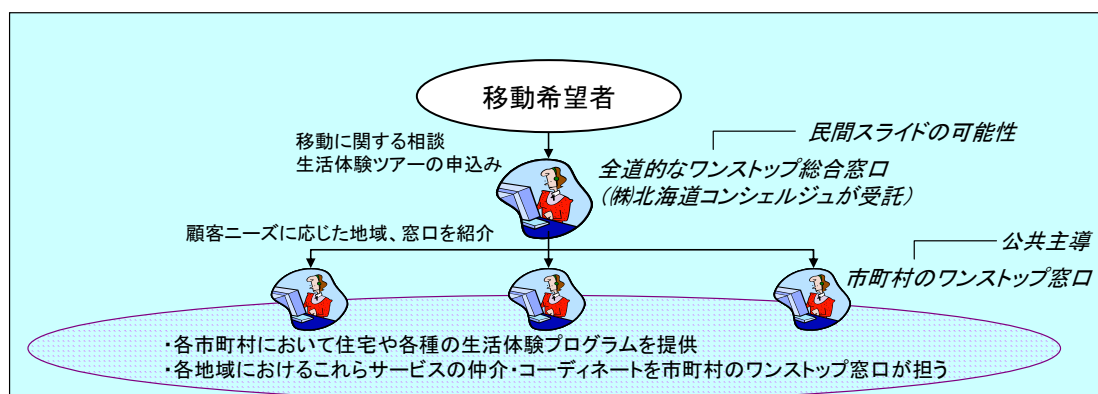 移動希望者
移動に関する相談
生活体験ツアーの申込み
民間スライドの可能性
全道的なワンストップ総合窓口
（㈱北海道コンシェルジュが受託）
顧客ニーズに応じた地域、窓口を紹介
公共主導
市町村のワンストップ窓口
・各市町村において住宅や各種の生活体験プログラムを提供
・各地域におけるこれらサービスの仲介・コーディネートを市町村のワンストップ窓口が担う